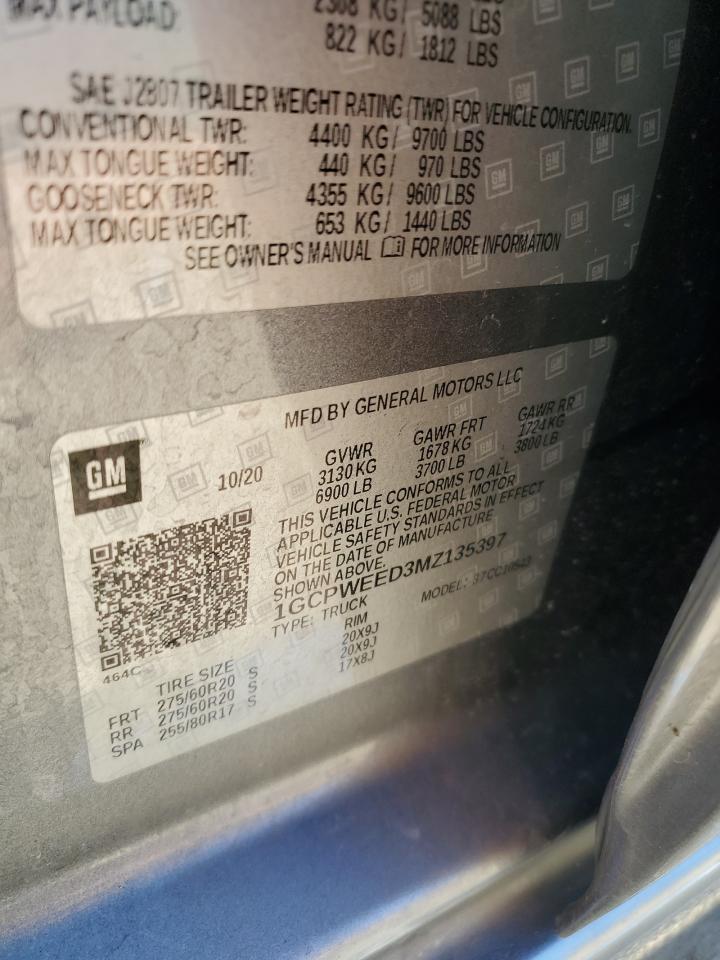 MAX PAYLOAD:
2308 KG/ 5088 LBS
822 KG/ 1812 LBS
SAE J2807 TRAILER WEIGHT RATING (TWR) FOR VEHICLE CONFIGURATION.
CONVENTIONAL TWR: 4400 KG/ 9700 LBS
MAX TONGUE WEIGHT: 440 KG/ 970 LBS
GOOSENECK TWR: 4355 KG/ 9600 LBS
MAX TONGUE WEIGHT: 653 KG/ 1440 LBS
SEE OWNER'S MANUAL FOR MORE INFORMATION
MFD BY GENERAL MOTORS LLC
GM
10/20
GVWR GAWR FRT GAWR RR
3130 KG 1678 KG 1724 KG
6900 LB 3700 LB 3800 LB
THIS VEHICLE CONFORMS TO ALL
APPLICABLE U.S. FEDERAL MOTOR
VEHICLE SAFETY STANDARDS IN EFFECT
ON THE DATE OF MANUFACTURE
SHOWN ABOVE.
1GCPWEED3MZ135397
TYPE: TRUCK MODEL:
464C
TIRE SIZE RIM
FRT 275/60R20 S 20X9J
RR 275/60R20 S 20X9J
SPA 255/80R17 S 17X8J